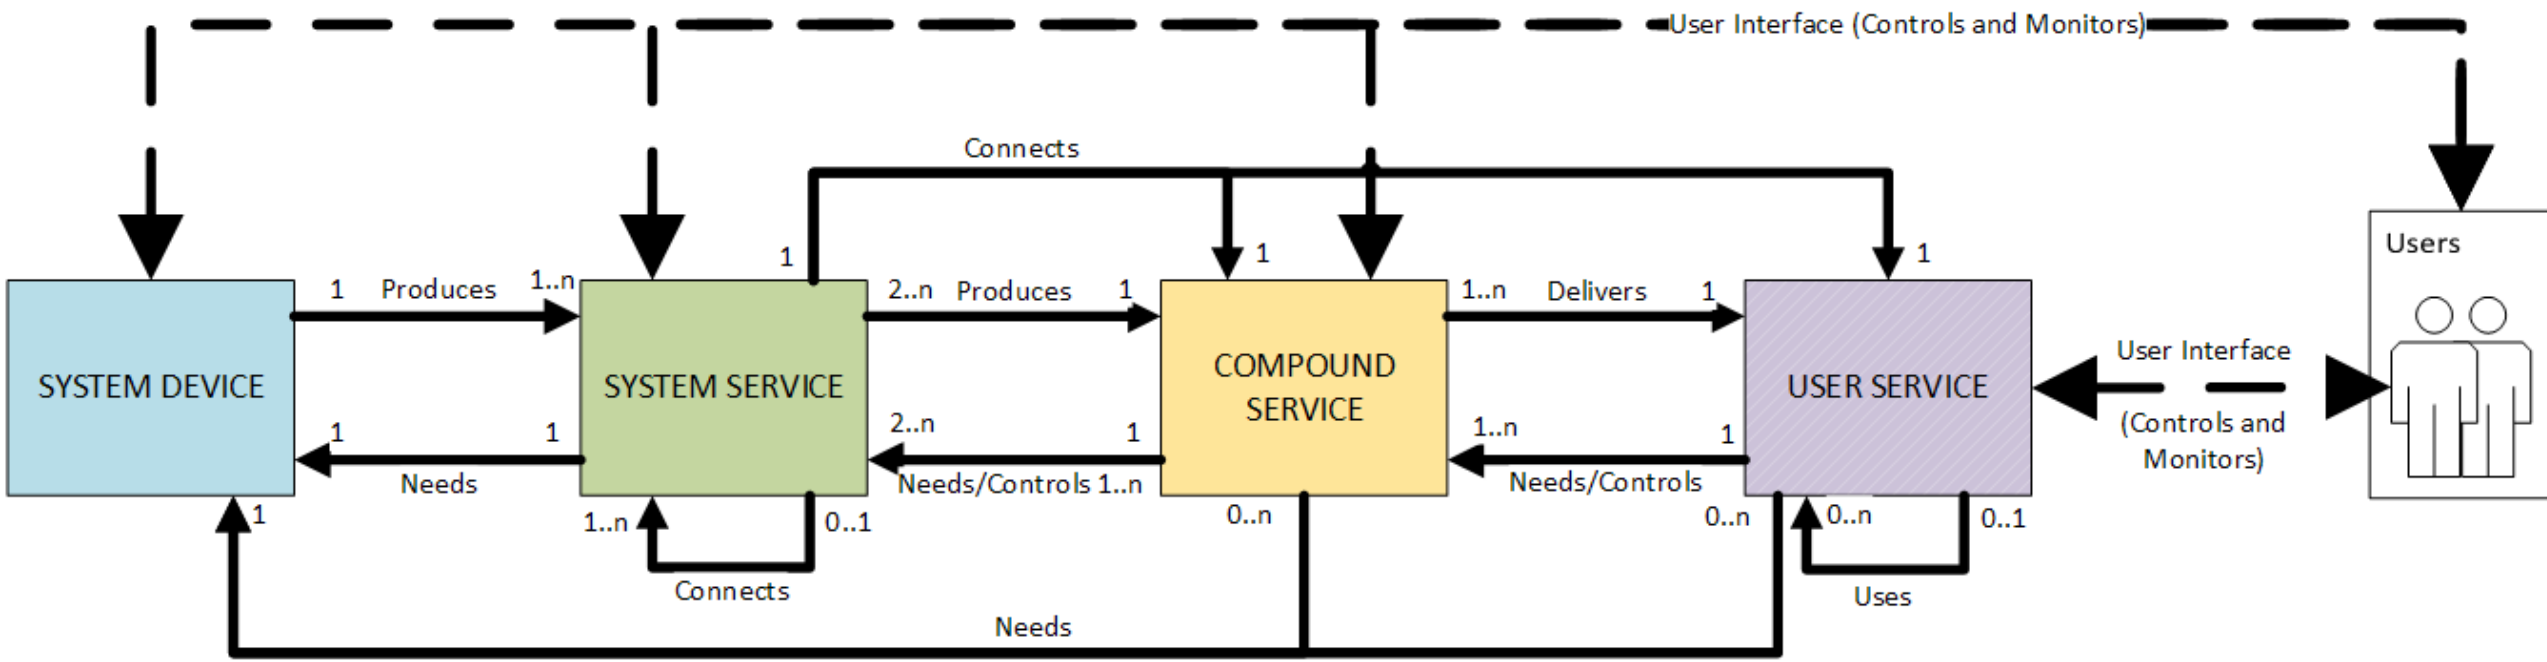 User Interface (Controls and Monitors)
Connects
Users
1 Produces 1..n
1
2..n Produces 1
1
1..n Delivers 1
1
SYSTEM DEVICE
SYSTEM SERVICE
COMPOUND
SERVICE
USER SERVICE
User Interface
(Controls and
Monitors)
1 1
Needs
2..n 1
Needs/Controls 1..n
1..n 1
Needs/Controls
1
1..n 0..1
Connects
0..n
0..n
0..n 0..1
Uses
Needs